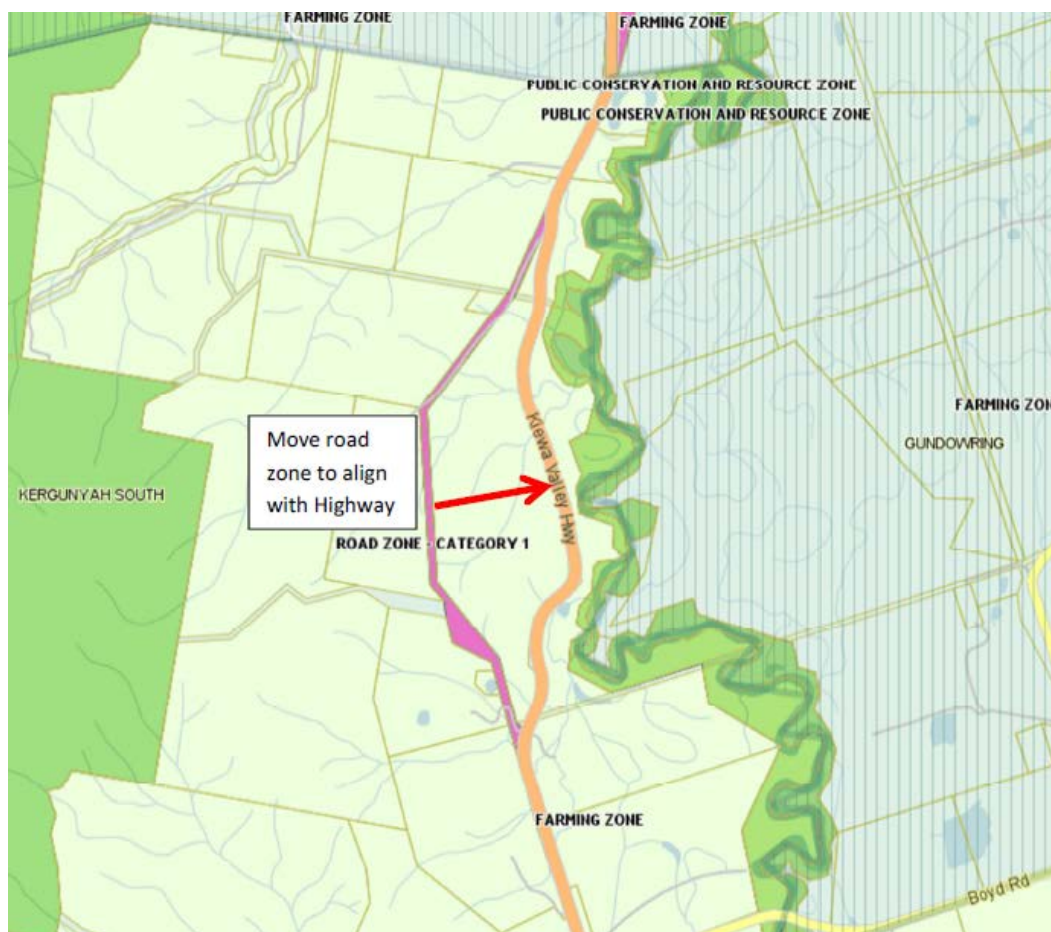 FARMING ZONE
FARMING ZONE
PUBLIC CONSERVATION AND RESOURCE ZONE
PUBLIC CONSERVATION AND RESOURCE ZONE
FARMING ZON
GUNDOWRING
Kiewa Valley Hwy
Move road
zone to align
with Highway
KERGUNYAH SOUTH
ROAD ZONE - CATEGORY 1
FARMING ZONE
Boyd Rd